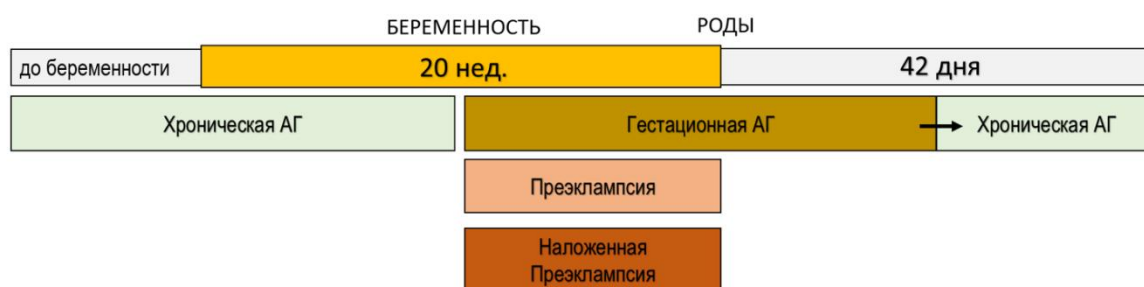 БЕРЕМЕННОСТЬ РОДЫ
до беременности 20 нед. 42 дня
Хроническая АГ Гестационная АГ Хроническая АГ
Преэклампсия
Наложенная
Преэклампсия